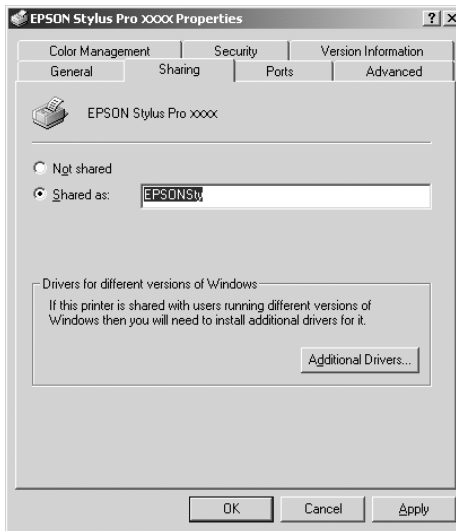 EPSON Stylus Pro XXXX Properties
Color Management Security Version Information
General Sharing Ports Advanced
EPSON Stylus Pro xxxx
Not shared
Shared as: EPSONSty
Drivers for different versions of Windows
If this printer is shared with users running different versions of
Windows then you will need to install additional drivers for it.
Additional Drivers...
OK Cancel Apply